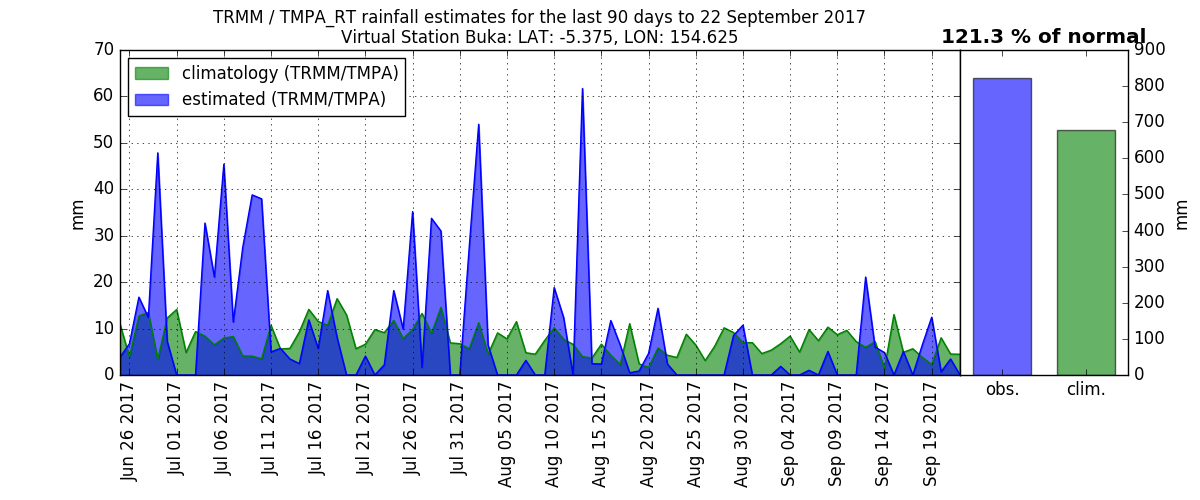 TRMM / TMPA_RT rainfall estimates for the last 90 days to 22 September 2017
Virtual Station Buka: LAT: -5.375, LON: 154.625
121.3 % of normal
climatology (TRMM/TMPA)
estimated (TRMM/TMPA)
70
60
50
40
30
20
10
0
mm
Jun 26 2017
Jul 01 2017
Jul 06 2017
Jul 11 2017
Jul 16 2017
Jul 21 2017
Jul 26 2017
Jul 31 2017
Aug 05 2017
Aug 10 2017
Aug 15 2017
Aug 20 2017
Aug 25 2017
Aug 30 2017
Sep 04 2017
Sep 09 2017
Sep 14 2017
Sep 19 2017
900
800
700
600
500
400
300
200
100
0
mm
obs.
clim.